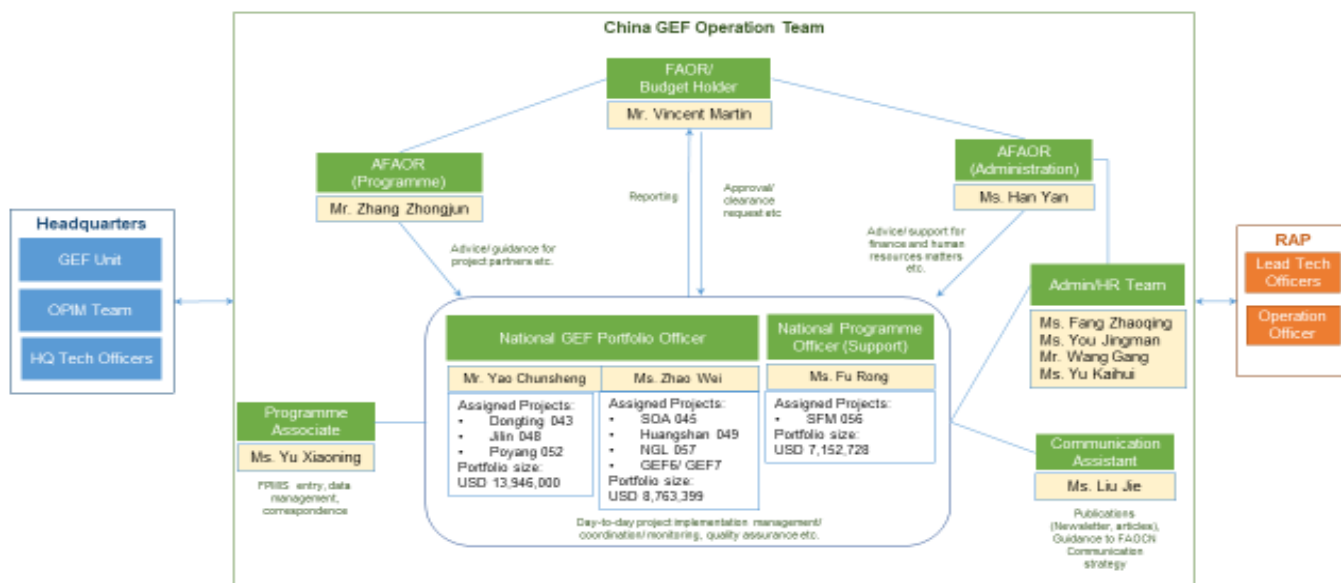 China GEF Operation Team
FAOR/
Budget Holder
Mr. Vincent Martin
AFAOR
(Programme)
Mr. Zhang Zhongjun
AFAOR
(Administration)
Ms. Han Yan
Reporting
Approval/
clearance
request etc
Advice/ guidance for
project partners etc.
Advice/ support for
finance and human
resources matters
etc.
Headquarters
GEF Unit
OPIM Team
HQ Tech Officers
RAP
Lead Tech
Officers
Operation
Officer
Admin/HR Team
Ms. Fang Zhaoqing
Ms. You Jingman
Mr. Wang Gang
Ms. Yu Kaihui
National GEF Portfolio Officer
Mr. Yao Chunsheng
Assigned Projects:
• Dongting 043
• Jilin 048
• Poyang 052
Portfolio size:
USD 13,946,000
Ms. Zhao Wei
Assigned Projects:
• SOA 045
• Huangshan 049
• NGL 057
• GEF6/ GEF7
Portfolio size:
USD 8,763,399
National Programme
Officer (Support)
Ms. Fu Rong
Assigned Projects:
• SFM 056
Portfolio size:
USD 7,152,728
Programme
Associate
Ms. Yu Xiaoning
FPMIS entry, data
management,
correspondence
Day-to-day project implementation management/
coordination/ monitoring, quality assurance etc.
Communication
Assistant
Ms. Liu Jie
Publications
(Newsletter, articles),
Guidance to FAOCN
Communication
strategy